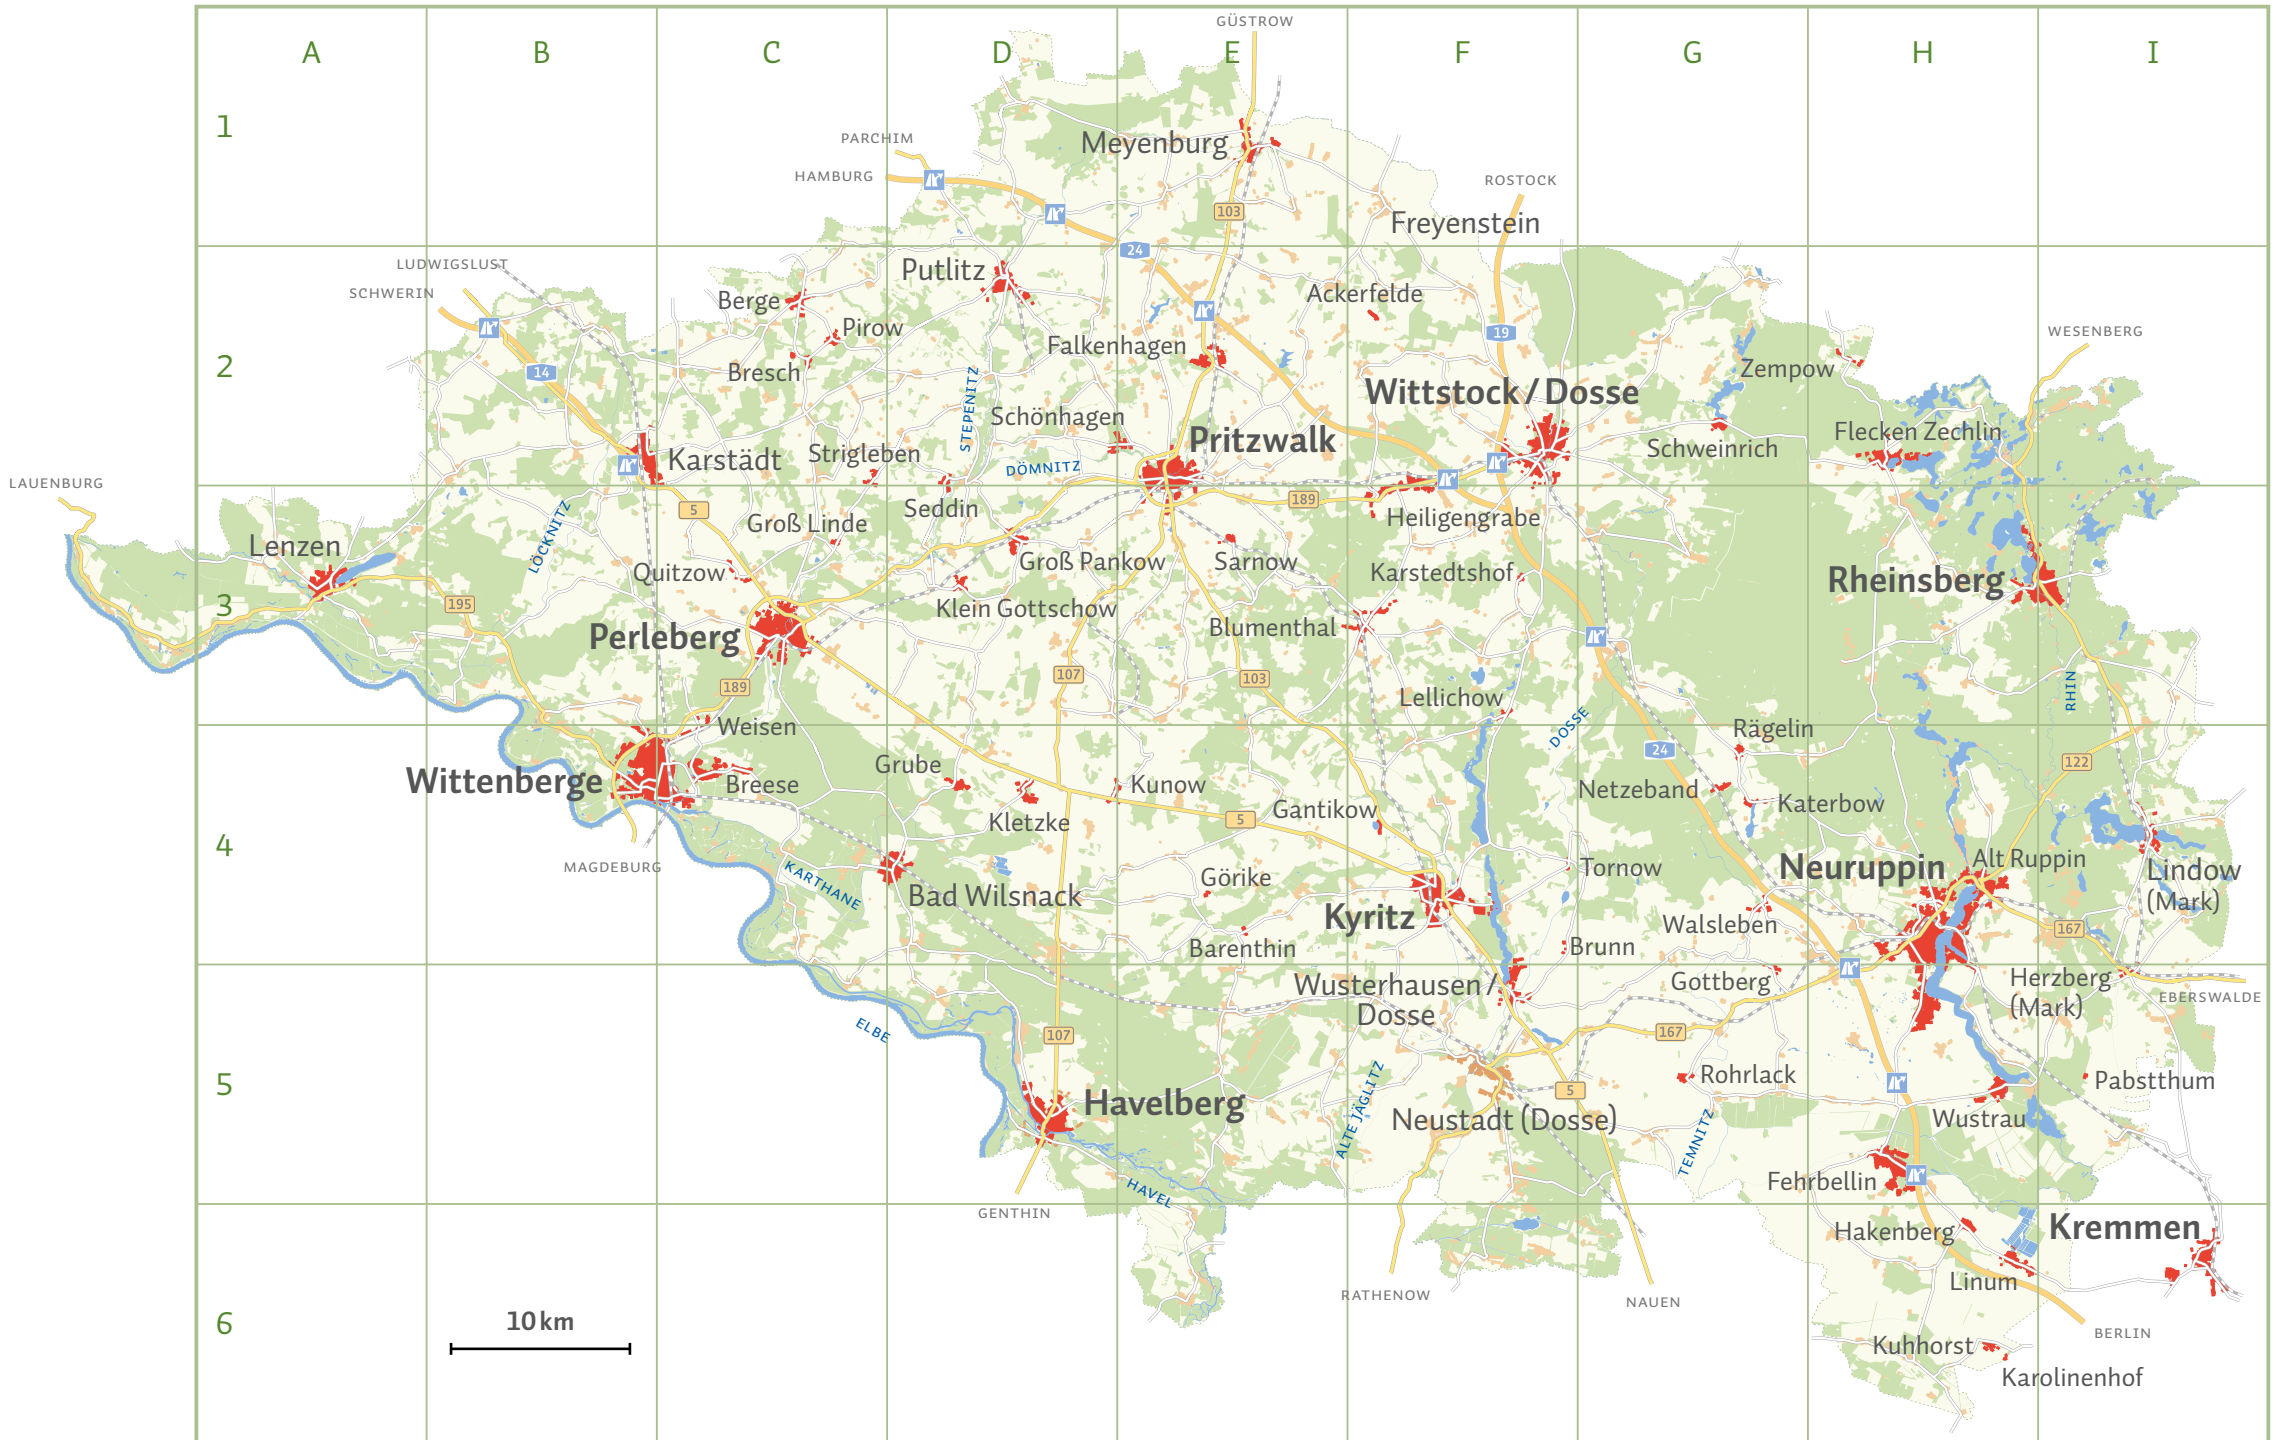 GÜSTROW
A
B
C
D
E
F
G
H
I
1
PARCHIM
Meyenburg
HAMBURG
ROSTOCK
103
Freyenstein
24
LUDWIGSLUST
Putlitz
SCHWERIN
Berge
Ackerfelde
Pirow
19
WESENBERG
Falkenhagen
2
Bresch
14
Zempow
Wittstock / Dosse
STEPENITZ
Schönhagen
Pritzwalk
Flecken Zechlin
Schweinrich
Strigleben
Karstädt
DÖMNITZ
LAUENBURG
189
Seddin
5
Heiligengrabe
Groß Linde
LÖCKNITZ
Lenzen
Groß Pankow
Sarnow
Quitzow
Karstedtshof
Rheinsberg
3
195
Klein Gottschow
Blumenthal
Perleberg
107
103
189
RHIN
Lellichow
DOSSE
Weisen
Rägelin
24
122
Grube
Wittenberge
Breese
Kunow
Netzeband
Katerbow
Gantikow
5
Kletzke
4
MAGDEBURG
Alt Ruppin
Neuruppin
Tornow
Lindow
(Mark)
KARTHANE
Görike
Bad Wilsnack
Kyritz
Walsleben
167
Barenthin
Brunn
Wusterhausen /
Dosse
Gottberg
Herzberg
(Mark)
EBERSWALDE
ELBE
107
167
5
Rohrlack
Pabstthum
5
Havelberg
ALTE JÄGLITZ
Neustadt (Dosse)
Wustrau
TEMNITZ
Fehrbellin
HAVEL
GENTHIN
Hakenberg
Kremmen
Linum
RATHENOW
NAUEN
6
10 km
BERLIN
Kuhhorst
Karolinenhof